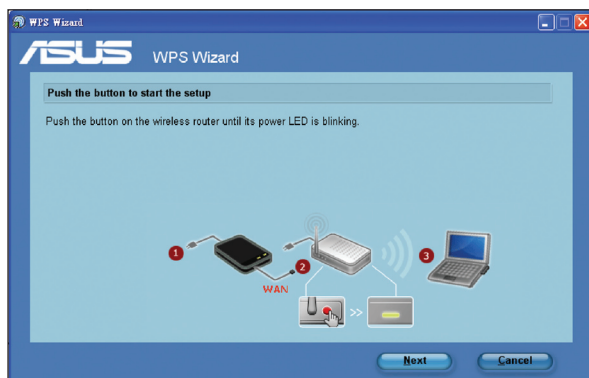 WPS Wizard
ASUS WPS Wizard
Push the button to start the setup
Push the button on the wireless router until its power LED is blinking.
1
2
3
WAN
>>
Next Cancel